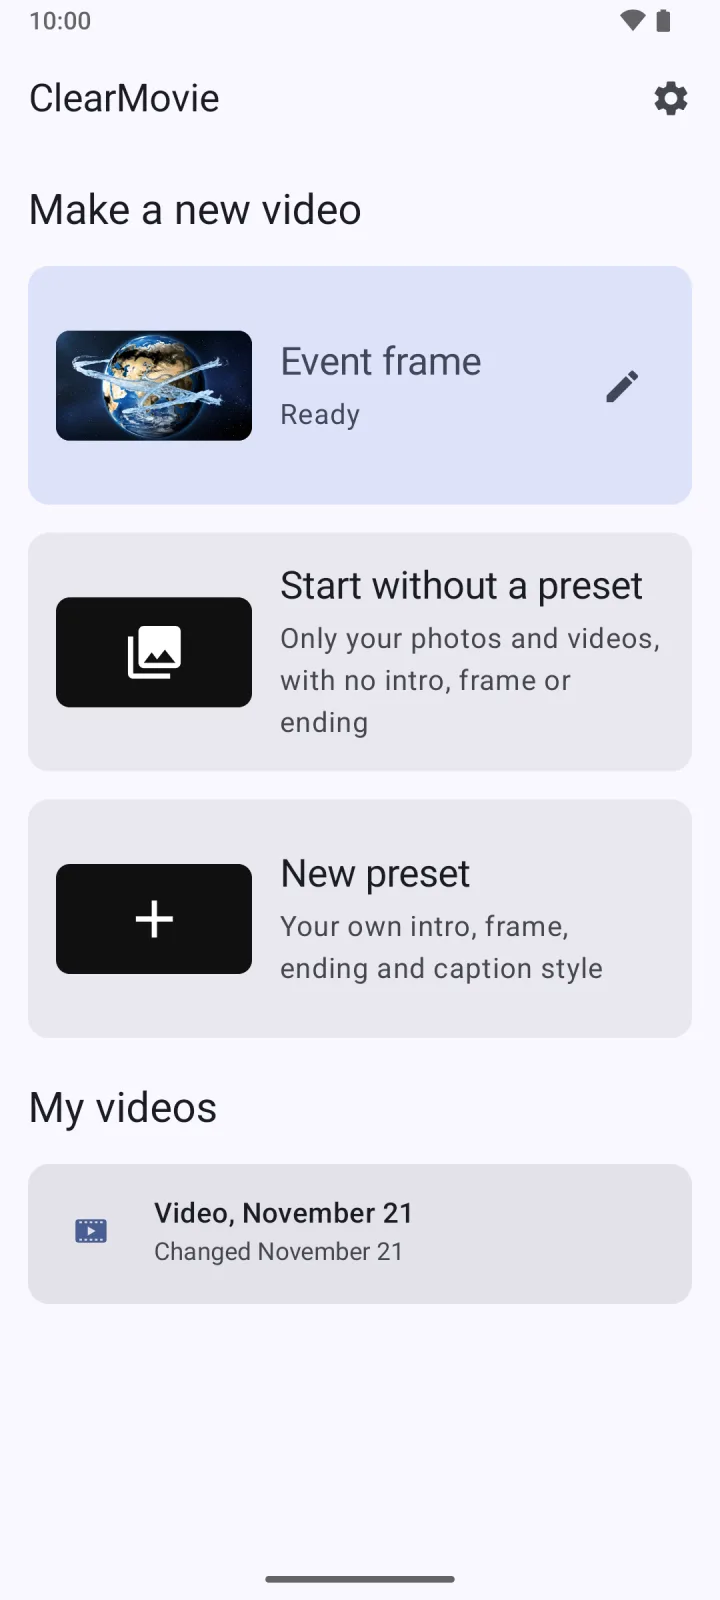 10:00
ClearMovie
Make a new video
Event frame
Ready
Start without a preset
Only your photos and videos,
with no intro, frame or
ending
New preset
Your own intro, frame,
ending and caption style
My videos
Video, November 21
Changed November 21